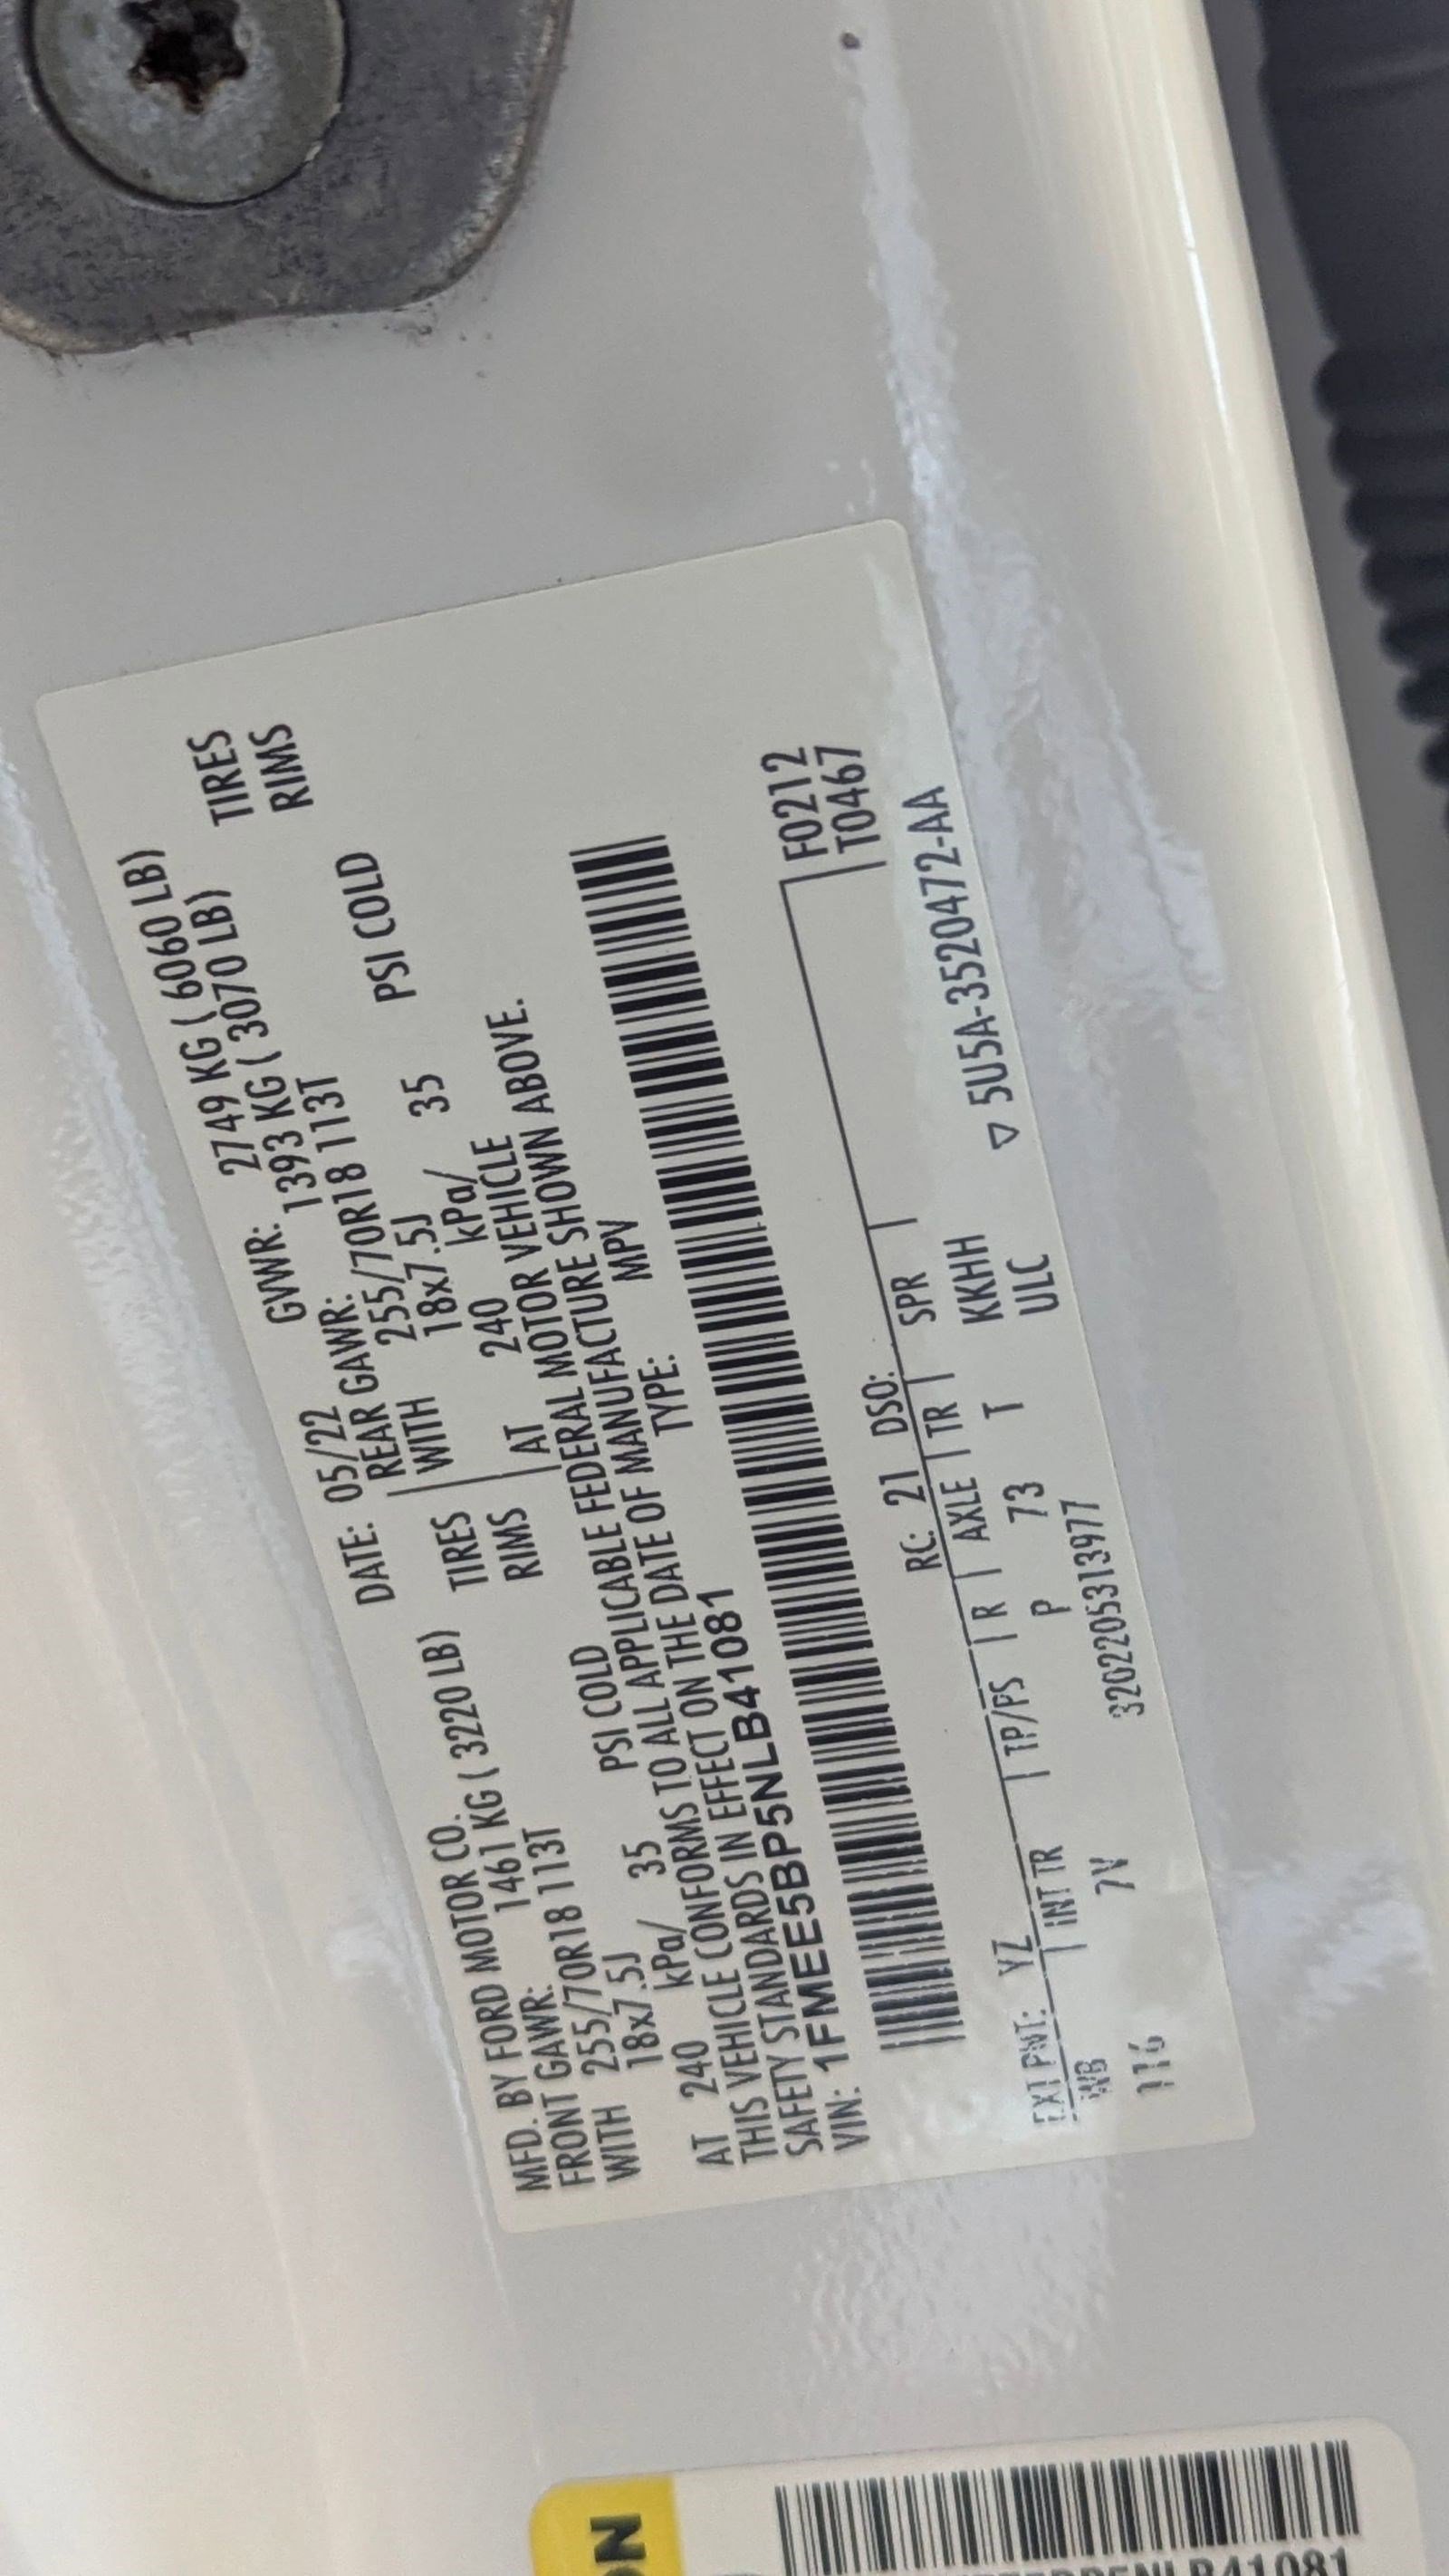 MFD. BY FORD MOTOR CO.
DATE: 05/22 GVWR: 2749 KG ( 6060 LB)
FRONT GAWR: 1461 KG ( 3220 LB) REAR GAWR: 1393 KG ( 3070 LB)
WITH 255/70R18 113T TIRES WITH 255/70R18 113T TIRES
18x7.5J RIMS 18x7.5J RIMS
AT 240 kPa/ 35 PSI COLD AT 240 kPa/ 35 PSI COLD
THIS VEHICLE CONFORMS TO ALL APPLICABLE FEDERAL MOTOR VEHICLE
SAFETY STANDARDS IN EFFECT ON THE DATE OF MANUFACTURE SHOWN ABOVE.
VIN: 1FMEE5BP5NLB41081 TYPE: MPV
EXT PNT: YZ RC: 21 DSO: F0212
WB INT TR TP/PS R AXLE TR SPR T0467
116 7V P 73 T KKHH
3202205313977 ULC ▽ 5U5A-3520472-AA
ON
B41081